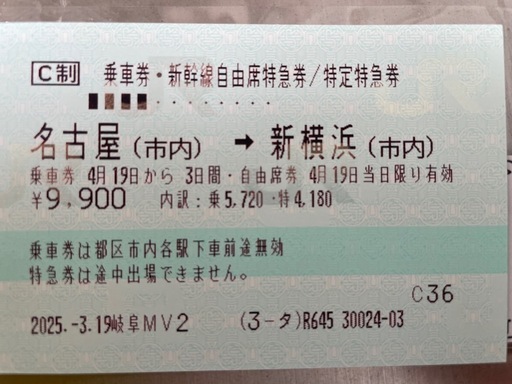 C制 乗車券・新幹線自由席特急券/特定特急券
名古屋(市内) → 新横浜(市内)
乗車券 4月19日から 3日間・自由席券 4月19日当日限り有効
¥9,900 内訳:乗5,720・特4,180
乗車券は都区市内各駅下車前途無効
特急券は途中出場できません。
C36
2025.-3.19岐阜MV2 (3-タ)R645 30024-03